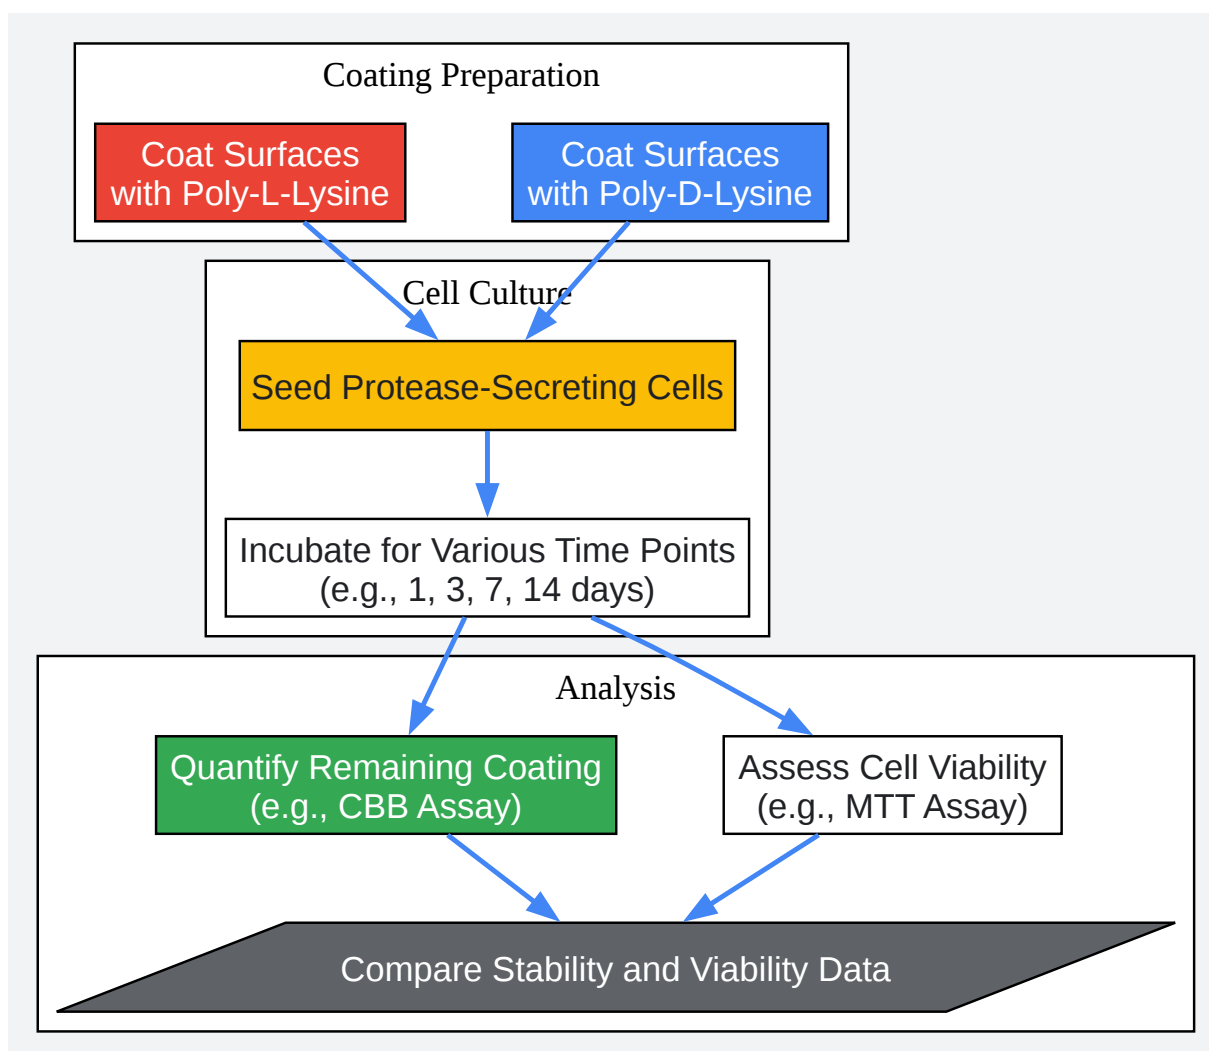 Coating Preparation
Coat Surfaces
with Poly-L-Lysine
Coat Surfaces
with Poly-D-Lysine
Cell Culture
Seed Protease-Secreting Cells
Incubate for Various Time Points
(e.g., 1, 3, 7, 14 days)
Analysis
Quantify Remaining Coating
(e.g., CBB Assay)
Assess Cell Viability
(e.g., MTT Assay)
Compare Stability and Viability Data